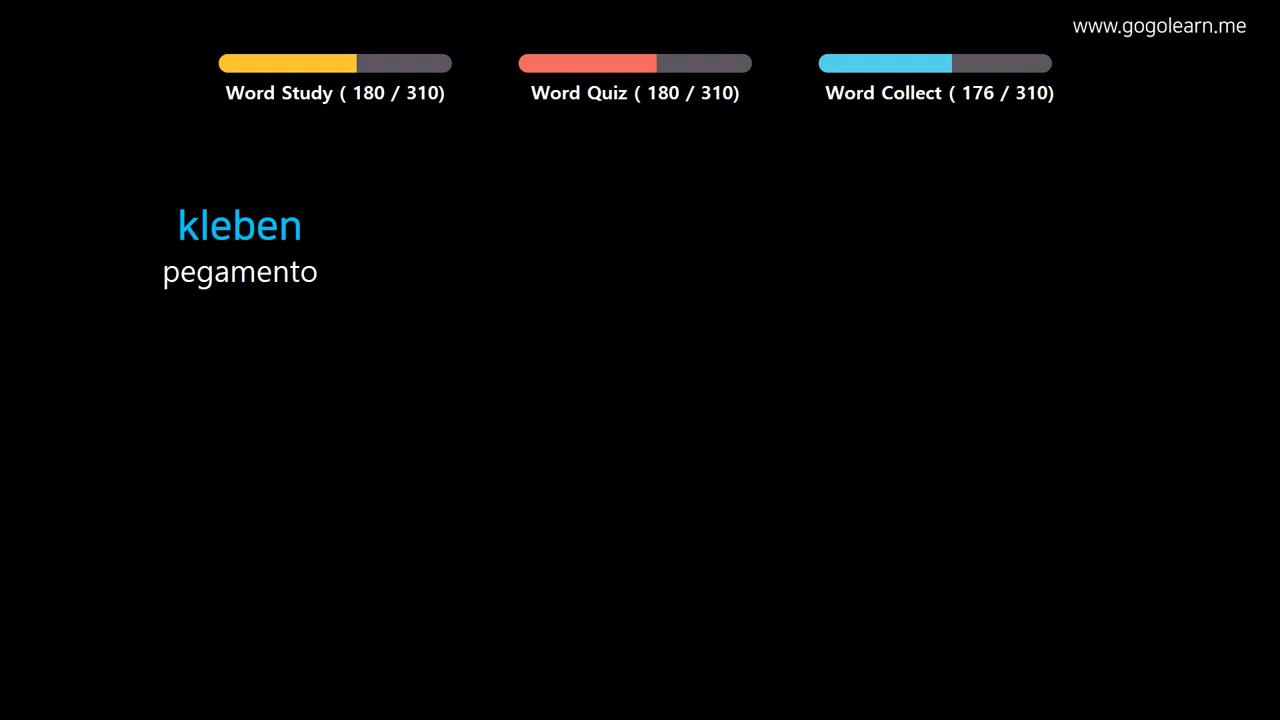 www.gogolearn.me
Word Study ( 180 / 310)
Word Quiz ( 180 / 310)
Word Collect ( 176 / 310)
kleben
pegamento